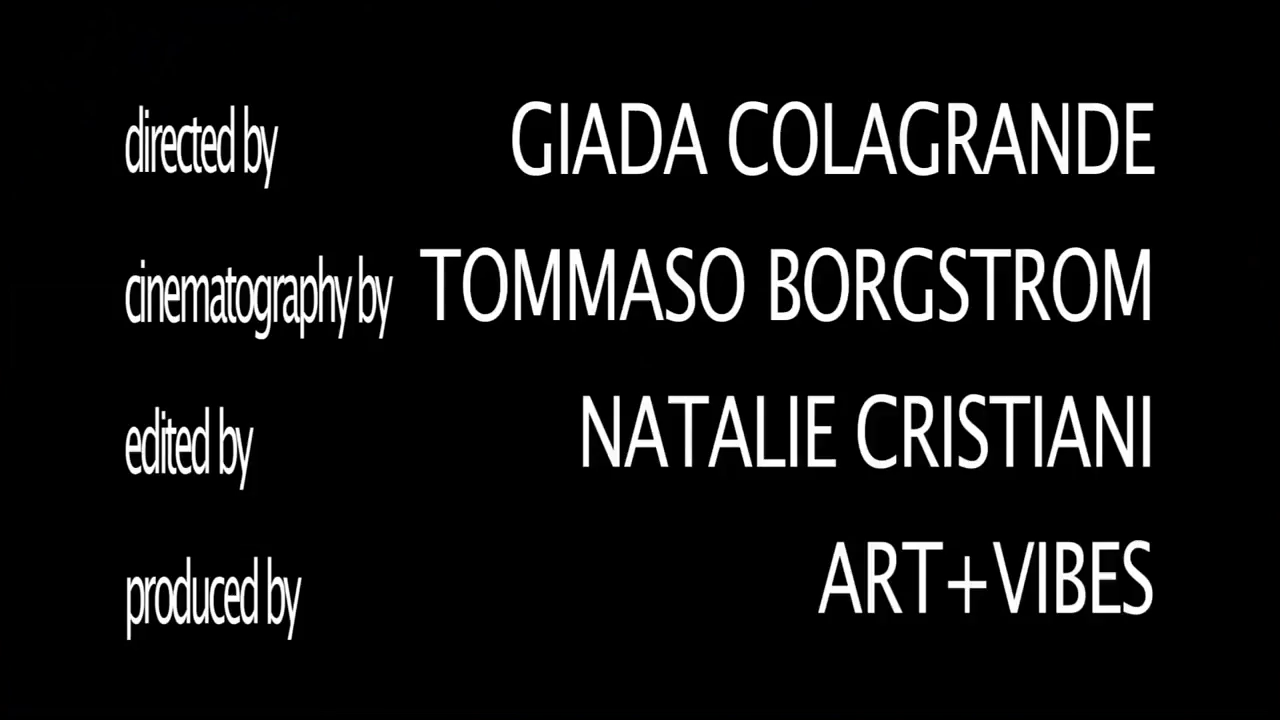 directed by GIADA COLAGRANDE
cinematography by TOMMASO BORGSTROM
edited by NATALIE CRISTIANI
produced by ART+VIBES